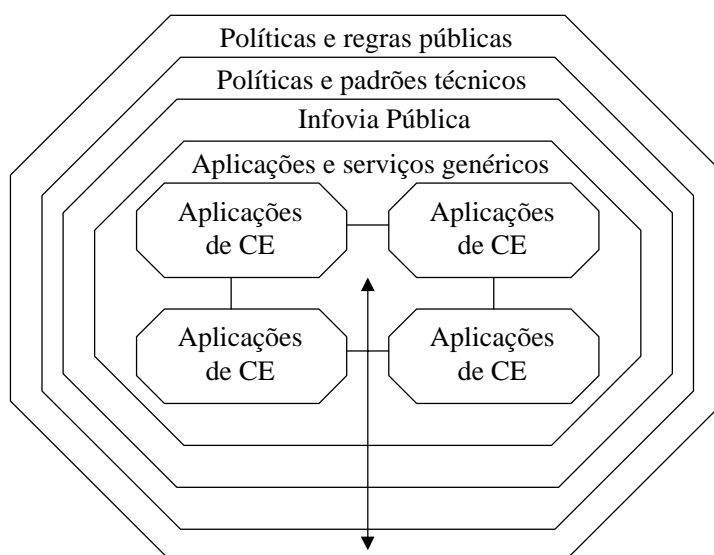 Políticas e regras públicas
Políticas e padrões técnicos
Infovia Pública
Aplicações e serviços genéricos
Aplicações
de CE
Aplicações
de CE
Aplicações
de CE
Aplicações
de CE